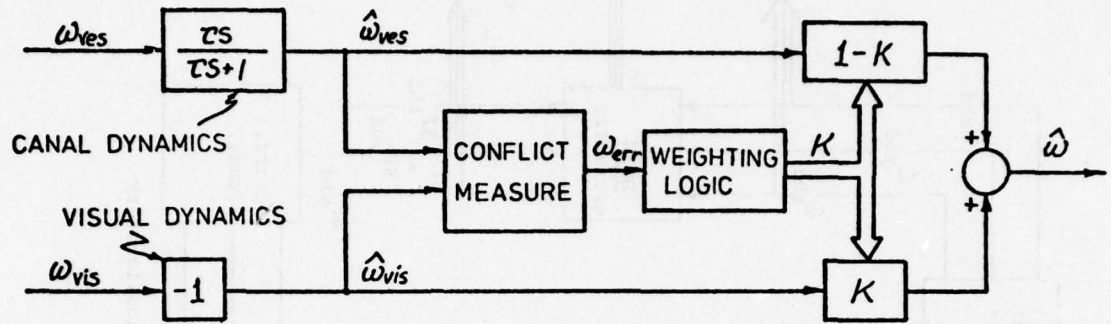 ω_ves
τS
τS+1
ω̂_ves
1-K
CANAL DYNAMICS
CONFLICT
MEASURE
ω_err
WEIGHTING
LOGIC
K
+
ω̂
+
VISUAL DYNAMICS
ω_vis
-1
ω̂_vis
K